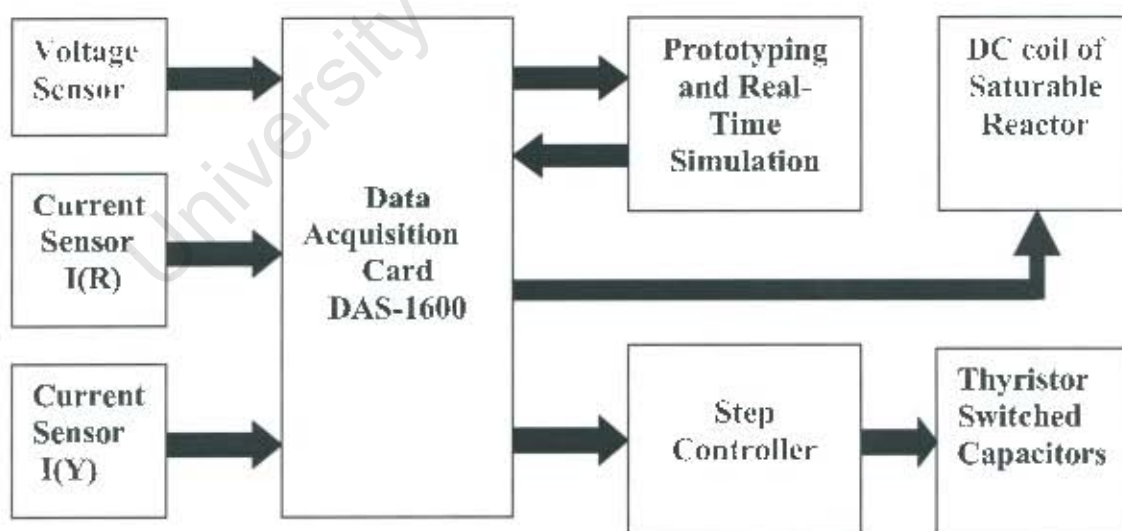 Voltage
Sensor
Current
Sensor
I(R)
Current
Sensor
I(Y)
Data
Acquisition
Card
DAS-1600
Prototyping
and Real-
Time
Simulation
DC coil of
Saturable
Reactor
Step
Controller
Thyristor
Switched
Capacitors
University